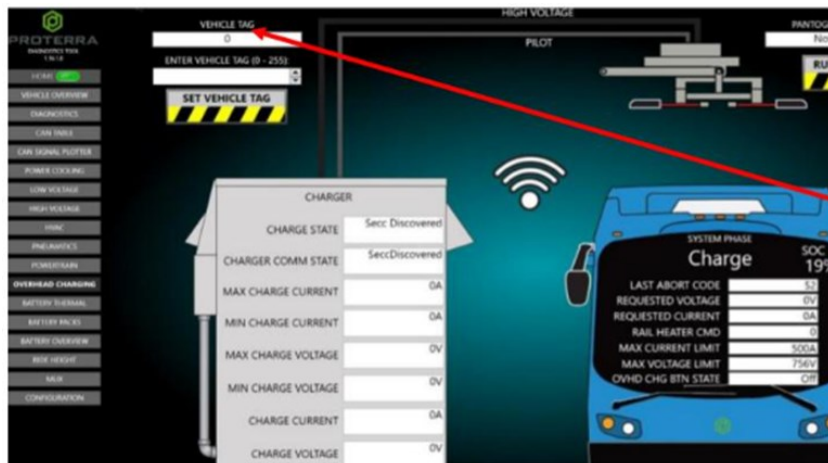 PROTERRA
DIAGNOSTICS TOOL
HOME
VEHICLE OVERVIEW
DIAGNOSTICS
CAN TABLE
CAN SIGNAL PLOTTER
POWER COOLING
LOW VOLTAGE
HIGH VOLTAGE
HVAC
PNEUMATICS
POWERTRAIN
OVERHEAD CHARGING
BATTERY THERMAL
BATTERY PACKS
BATTERY OVERVIEW
RIDE HEIGHT
MUX
CONFIGURATION
VEHICLE TAG
0
ENTER VEHICLE TAG (0 - 255):
SET VEHICLE TAG
HIGH VOLTAGE
PILOT
PANTOG
No
RU
CHARGER
CHARGE STATE Secc Discovered
CHARGER COMM STATE SeccDiscovered
MAX CHARGE CURRENT 0A
MIN CHARGE CURRENT 0A
MAX CHARGE VOLTAGE 0V
MIN CHARGE VOLTAGE 0V
CHARGE CURRENT 0A
CHARGE VOLTAGE 0V
SYSTEM PHASE
Charge
SOC
19%
LAST ABORT CODE 52
REQUESTED VOLTAGE 0V
REQUESTED CURRENT 0A
RAIL HEATER CMD 0
MAX CURRENT LIMIT 500A
MAX VOLTAGE LIMIT 756V
OVHD CHG BTN STATE Off